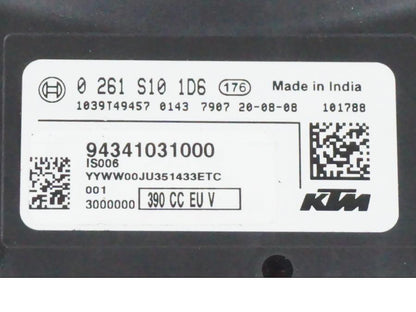 0 261 S10 1D6 176 Made in India
1039T49457 0143 7907 20-08-08 101788
94341031000
IS006
YYWW00JU351433ETC
001
3000000 390 CC EU V
KTM